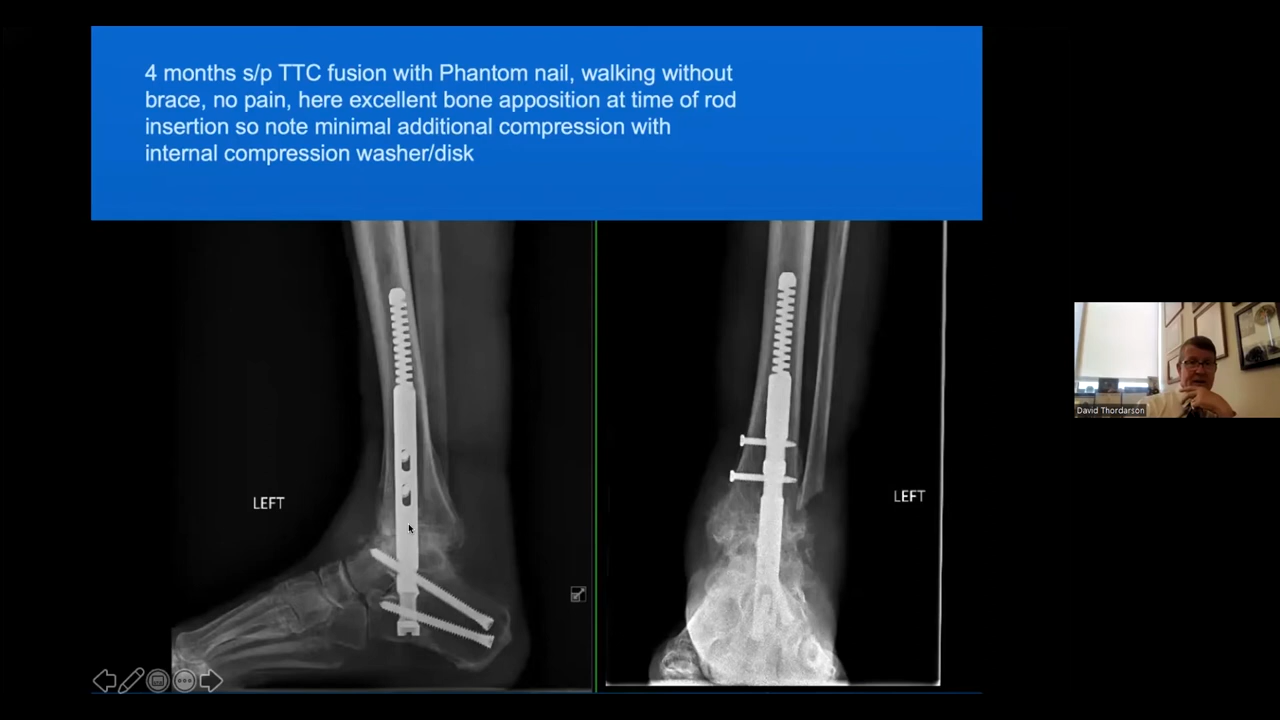 4 months s/p TTC fusion with Phantom nail, walking without
brace, no pain, here excellent bone apposition at time of rod
insertion so note minimal additional compression with
internal compression washer/disk
LEFT
LEFT
David Thordarson